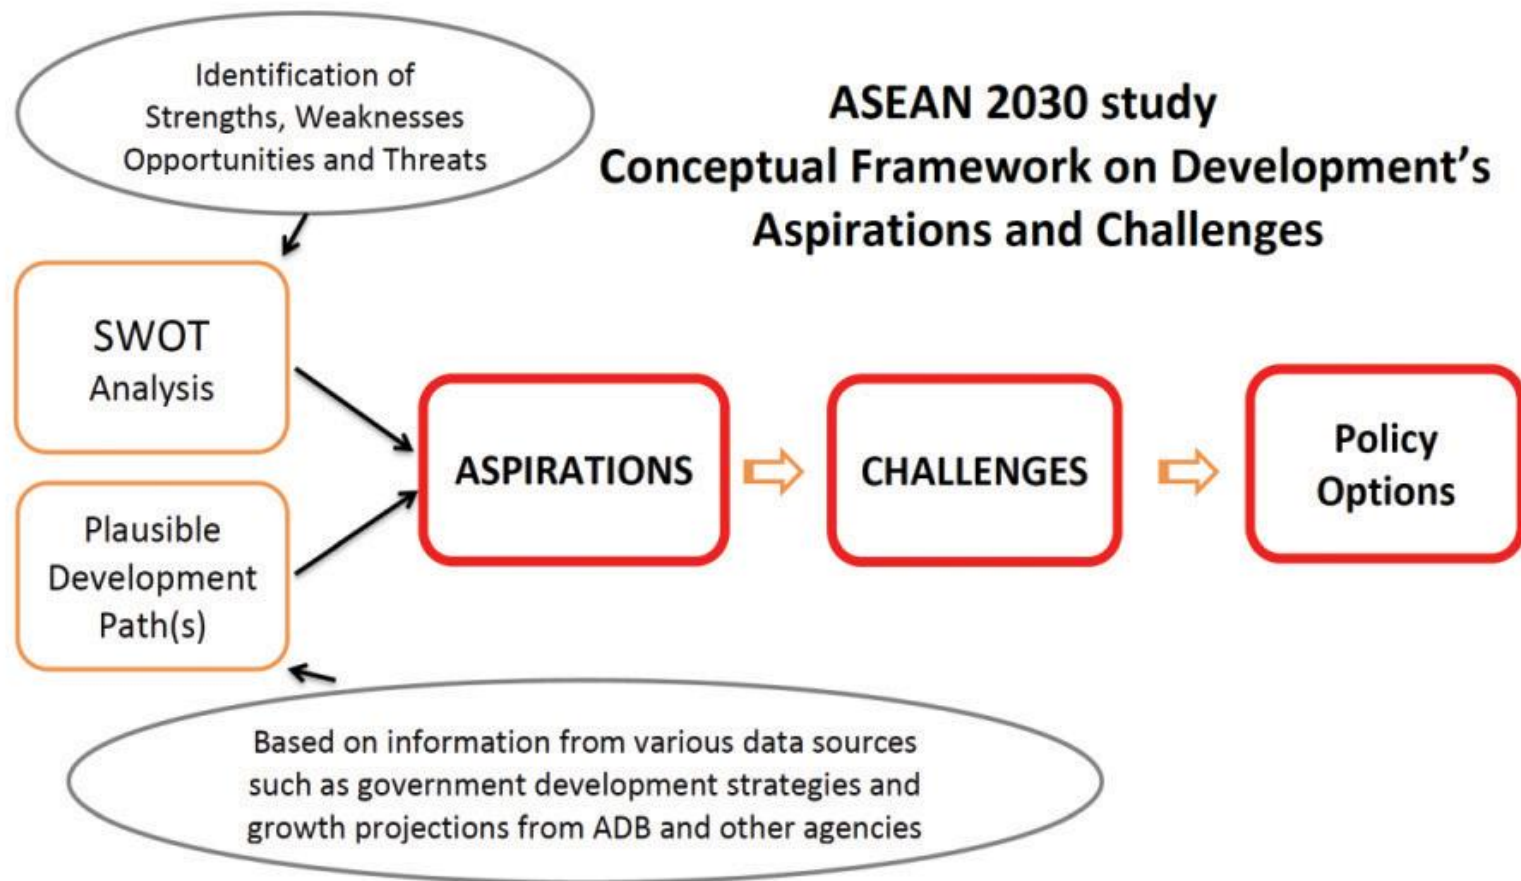 Identification of
Strengths, Weaknesses
Opportunities and Threats
ASEAN 2030 study
Conceptual Framework on Development's
Aspirations and Challenges
SWOT
Analysis
Plausible
Development
Path(s)
ASPIRATIONS
CHALLENGES
Policy
Options
Based on information from various data sources
such as government development strategies and
growth projections from ADB and other agencies